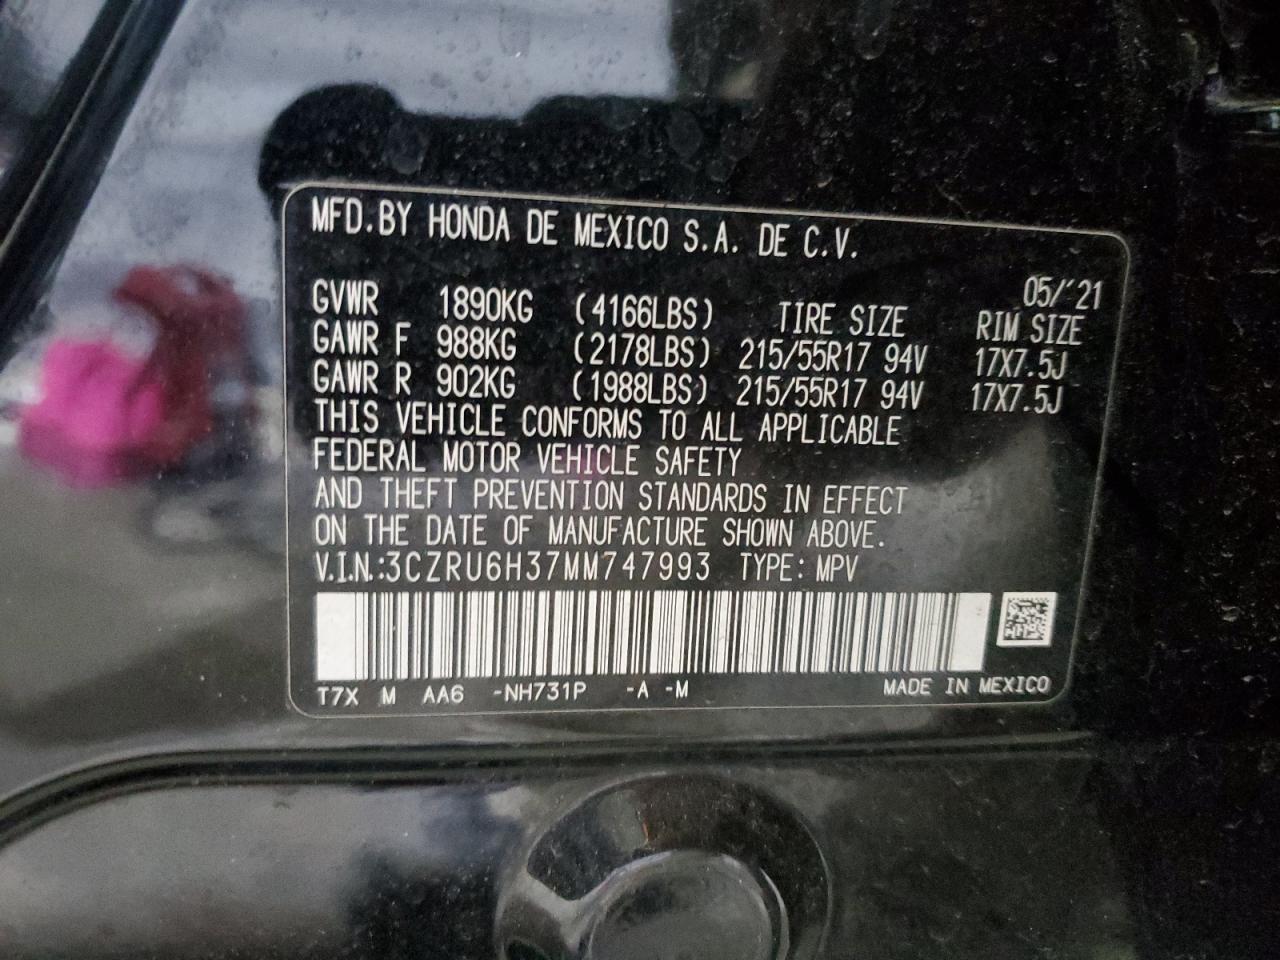 MFD.BY HONDA DE MEXICO S.A. DE C.V.
05/'21
GVWR 1890KG (4166LBS) TIRE SIZE RIM SIZE
GAWR F 988KG (2178LBS) 215/55R17 94V 17X7.5J
GAWR R 902KG (1988LBS) 215/55R17 94V 17X7.5J
THIS VEHICLE CONFORMS TO ALL APPLICABLE
FEDERAL MOTOR VEHICLE SAFETY
AND THEFT PREVENTION STANDARDS IN EFFECT
ON THE DATE OF MANUFACTURE SHOWN ABOVE.
V.I.N.:3CZRU6H37MM747993 TYPE: MPV
T7X M AA6 -NH731P -A -M MADE IN MEXICO